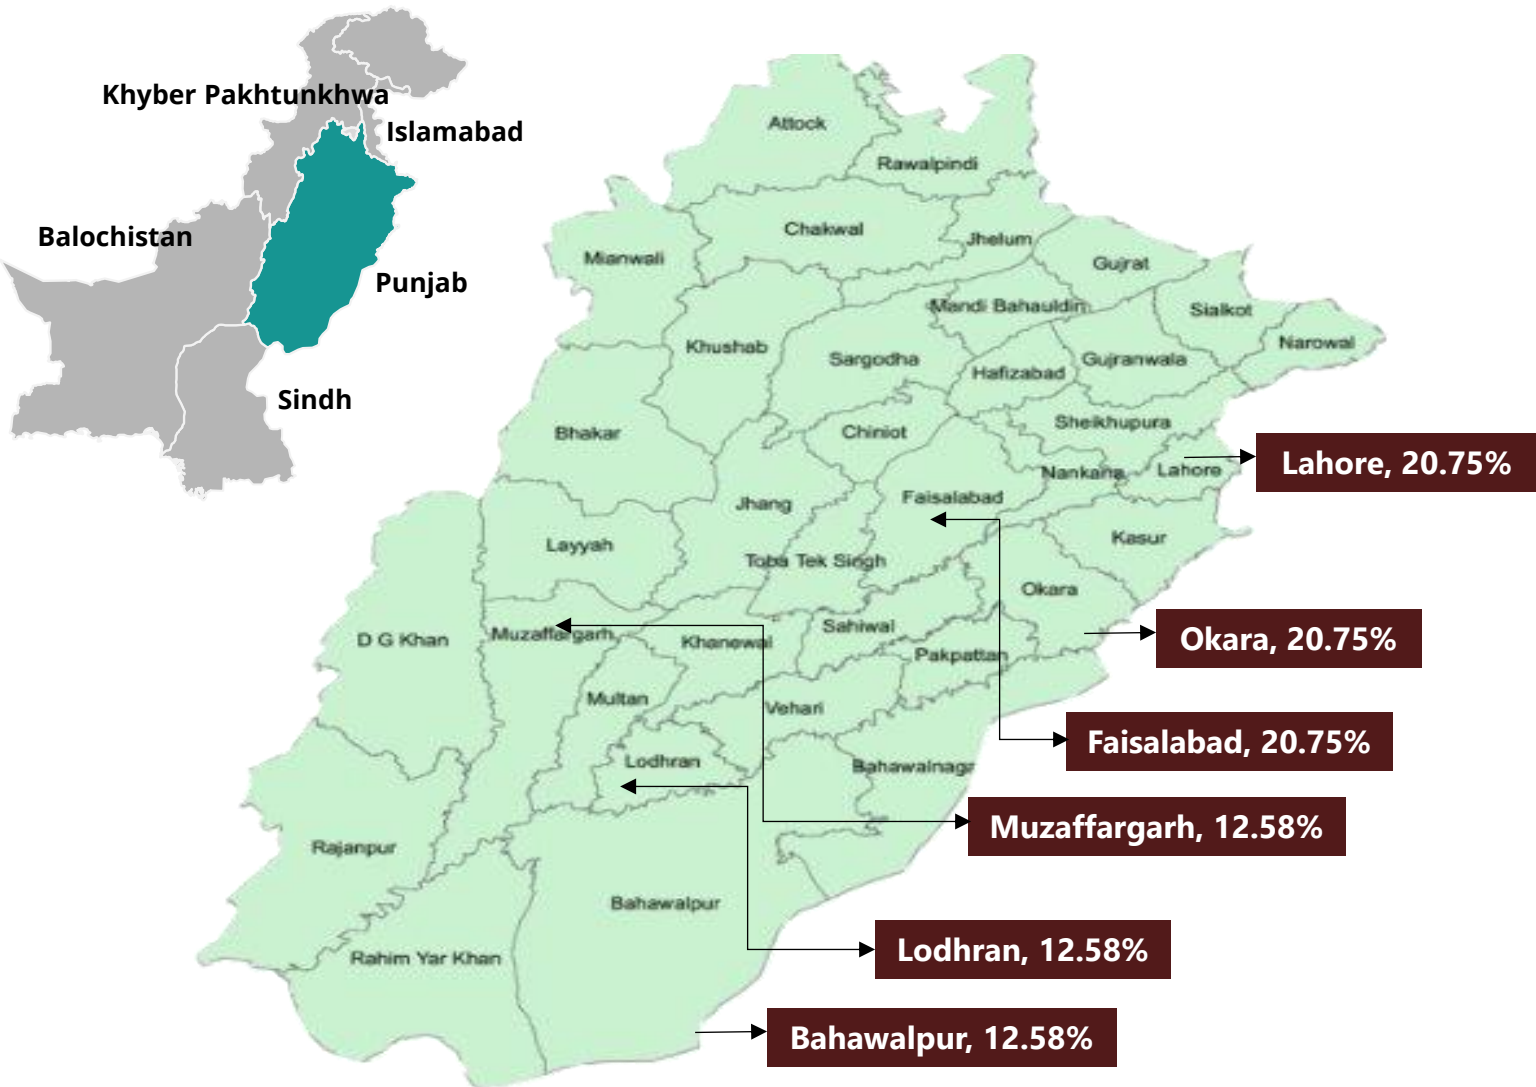 Khyber Pakhtunkhwa
Islamabad
Balochistan
Punjab
Sindh
Attock
Rawalpindi
Chakwal
Jhelum
Mianwali
Gujrat
Mandi Bahauldin
Sialkot
Khushab
Sargodha
Hafizabad
Gujranwala
Narowal
Bhakar
Chiniot
Sheikhupura
Nankana
Lahore
Lahore, 20.75%
Jhang
Faisalabad
Layyah
Toba Tek Singh
Kasur
Okara
D G Khan
Muzaffargarh
Khanewal
Sahiwal
Pakpattan
Okara, 20.75%
Multan
Vehari
Lodhran
Bahawalnaga
Faisalabad, 20.75%
Muzaffargarh, 12.58%
Rajanpur
Bahawalpur
Rahim Yar Khan
Lodhran, 12.58%
Bahawalpur, 12.58%